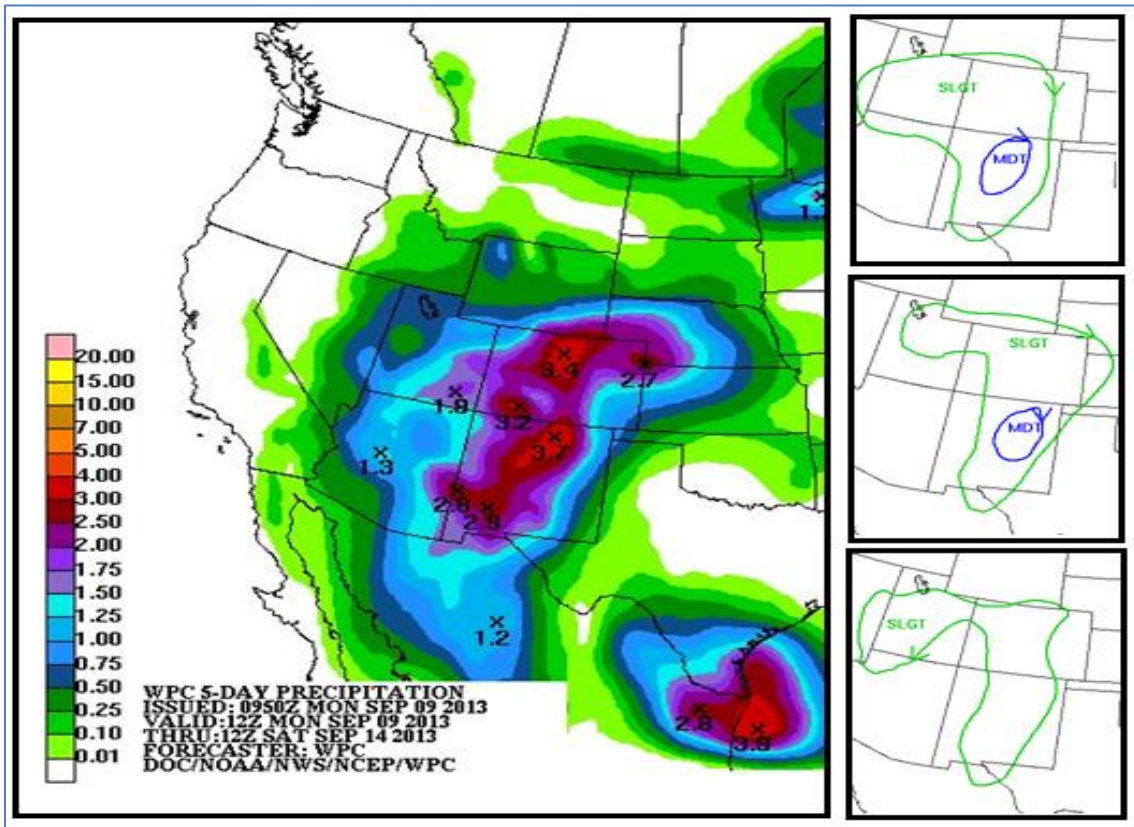 20.00
15.00
10.00
7.00
5.00
4.00
3.00
2.50
2.00
1.75
1.50
1.25
1.00
0.75
0.50
0.25
0.10
0.01
3.4
2.7
1.9
3.2
3.7
1.3
2.8
2.9
1.2
2.8
3.9
WPC 5-DAY PRECIPITATION
ISSUED: 0950Z MON SEP 09 2013
VALID:12Z MON SEP 09 2013
THRU:12Z SAT SEP 14 2013
FORECASTER: WPC
DOC/NOAA/NWS/NCEP/WPC
SLGT
MDT
SLGT
MDT
SLGT